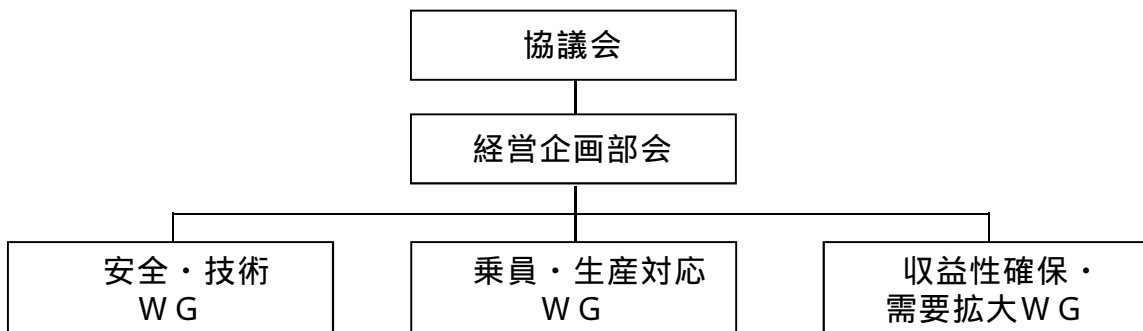 協議会
経営企画部会
安全・技術
ＷＧ
乗員・生産対応
ＷＧ
収益性確保・
需要拡大ＷＧ